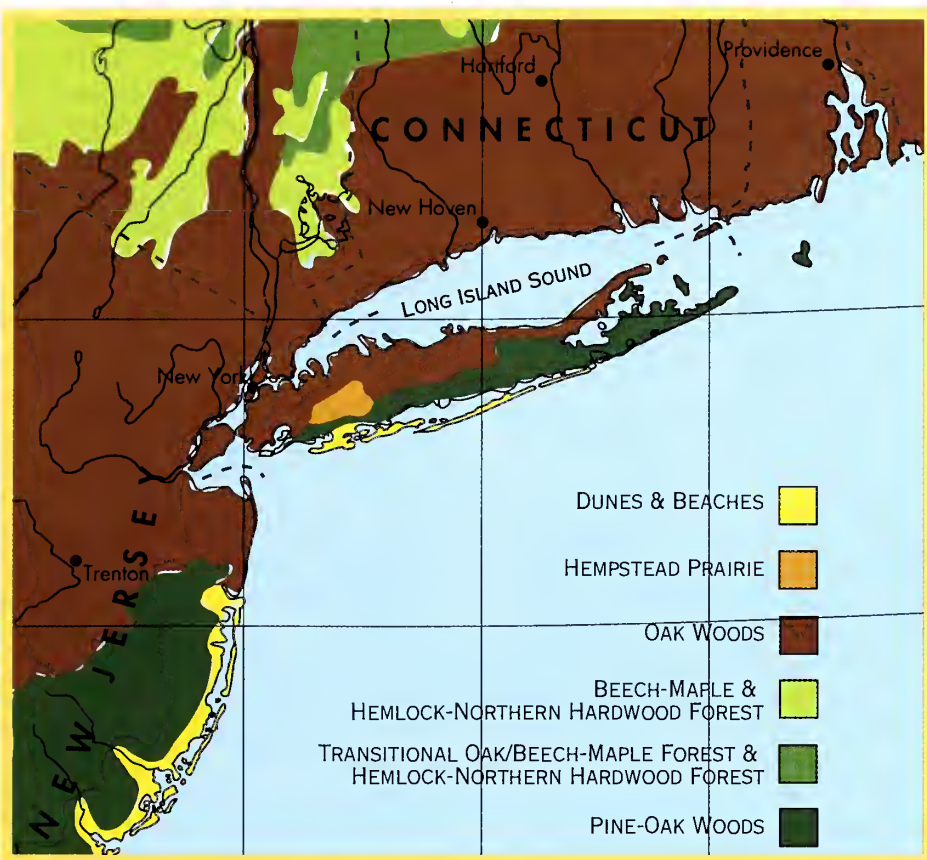 Providence
Hartford
CONNECTICUT
New Haven
LONG ISLAND SOUND
New York
NEW JERSEY
Trenton
DUNES & BEACHES
HEMPSTEAD PRAIRIE
OAK WOODS
BEECH-MAPLE &
HEMLOCK-NORTHERN HARDWOOD FOREST
TRANSITIONAL OAK/BEECH-MAPLE FOREST &
HEMLOCK-NORTHERN HARDWOOD FOREST
PINE-OAK WOODS